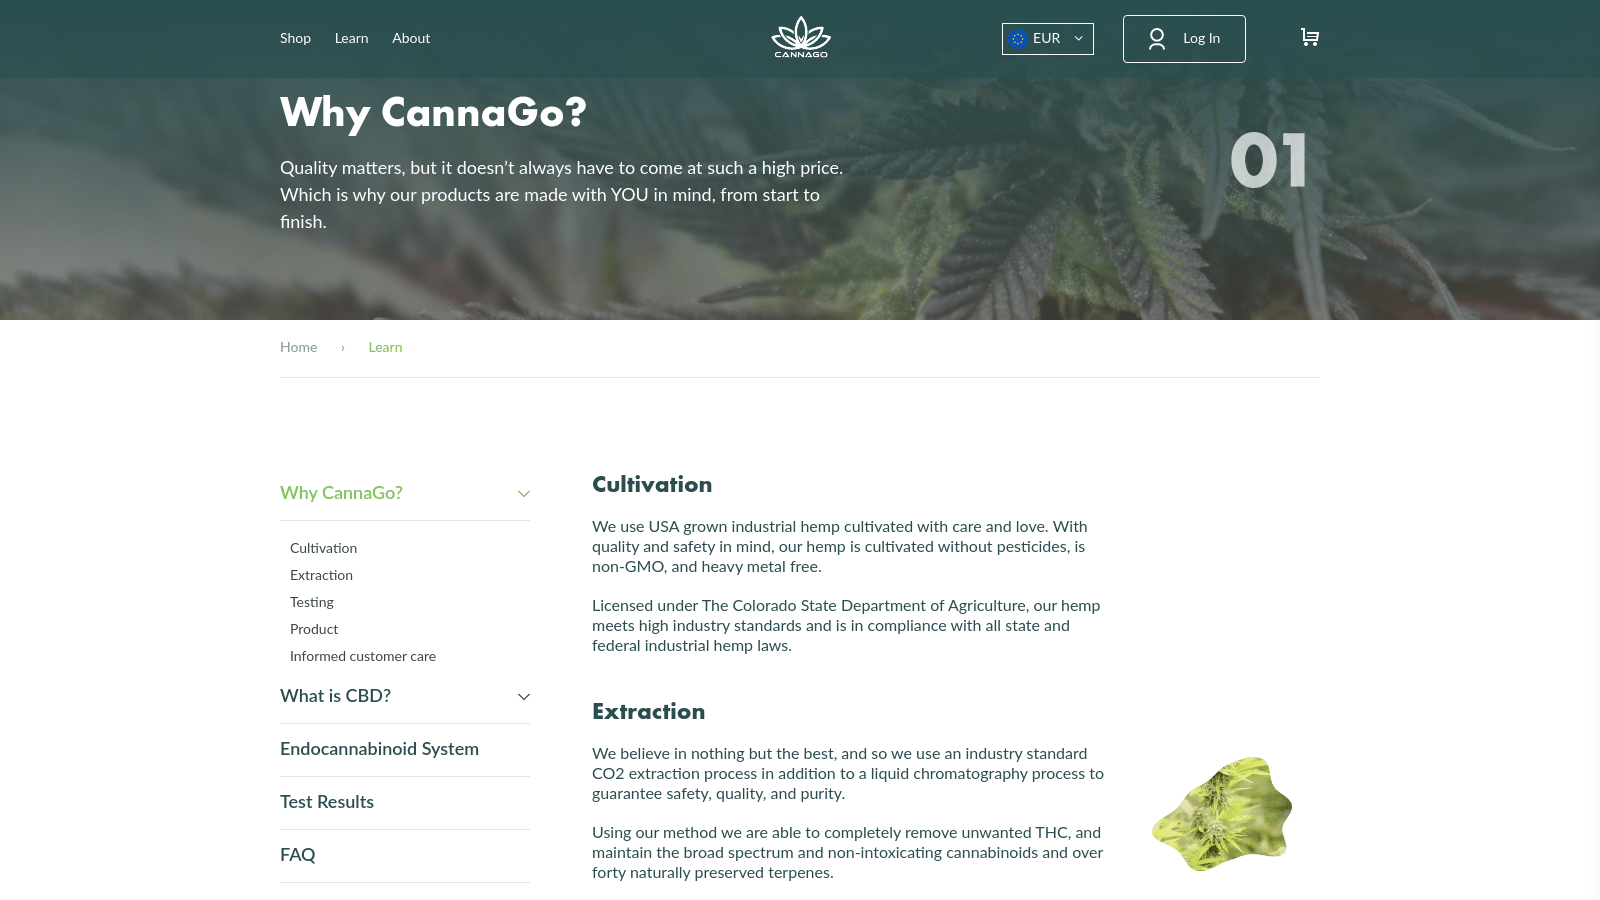 Shop
Learn
About
CANNAGO
EUR
Log In
Why CannaGo?
Quality matters, but it doesn’t always have to come at such a high price.
Which is why our products are made with YOU in mind, from start to
finish.
01
Home › Learn
Why CannaGo?
Cultivation
Extraction
Testing
Product
Informed customer care
What is CBD?
Endocannabinoid System
Test Results
FAQ
Cultivation
We use USA grown industrial hemp cultivated with care and love. With
quality and safety in mind, our hemp is cultivated without pesticides, is
non-GMO, and heavy metal free.
Licensed under The Colorado State Department of Agriculture, our hemp
meets high industry standards and is in compliance with all state and
federal industrial hemp laws.
Extraction
We believe in nothing but the best, and so we use an industry standard
CO2 extraction process in addition to a liquid chromatography process to
guarantee safety, quality, and purity.
Using our method we are able to completely remove unwanted THC, and
maintain the broad spectrum and non-intoxicating cannabinoids and over
forty naturally preserved terpenes.